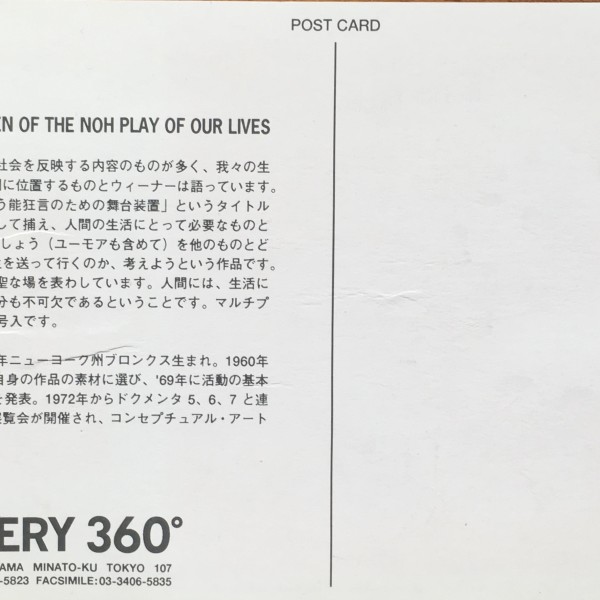 POST CARD
EN OF THE NOH PLAY OF OUR LIVES
社会を反映する内容のものが多く、我々の生
に位置するものとウィーナーは語っています。
う能狂言のための舞台装置」というタイトル
して捕え、人間の生活にとって必要なものと
しょう（ユーモアも含めて）を他のものとど
を送って行くのか、考えようという作品です。
聖な場を表わしています。人間には、生活に
分も不可欠であるということです。マルチプ
号入です。
年ニューヨーク州ブロンクス生まれ。1960年
自身の作品の素材に選び、'69年に活動の基本
を発表。1972年からドクメンタ 5、6、7 と連
展覧会が開催され、コンセプチュアル・アート
ERY 360°
AMA MINATO-KU TOKYO 107
-5823 FACSIMILE:03-3406-5835